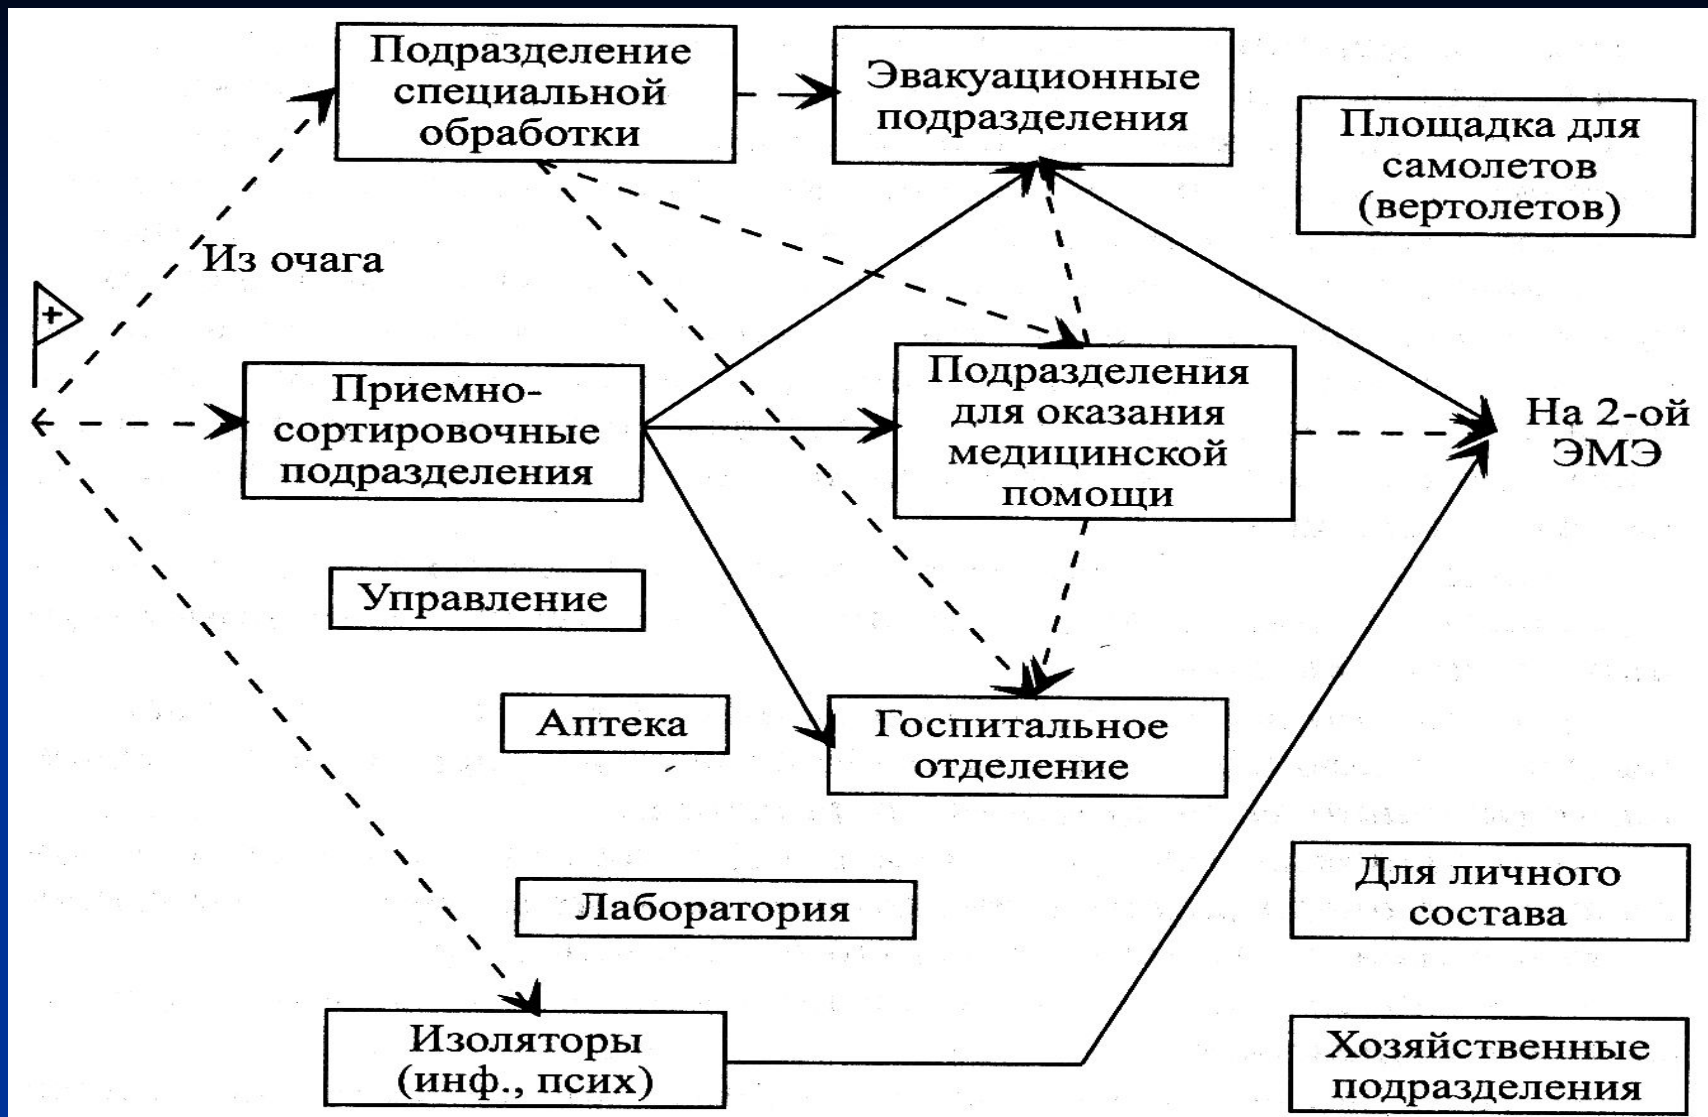 Подразделение
специальной
обработки
Эвакуационные
подразделения
Площадка для
самолетов
(вертолетов)
Из очага
+
Приемно-
сортировочные
подразделения
Подразделения
для оказания
медицинской
помощи
На 2-ой
ЭМЭ
Управление
Аптека
Госпитальное
отделение
Лаборатория
Для личного
состава
Изоляторы
(инф., псих)
Хозяйственные
подразделения